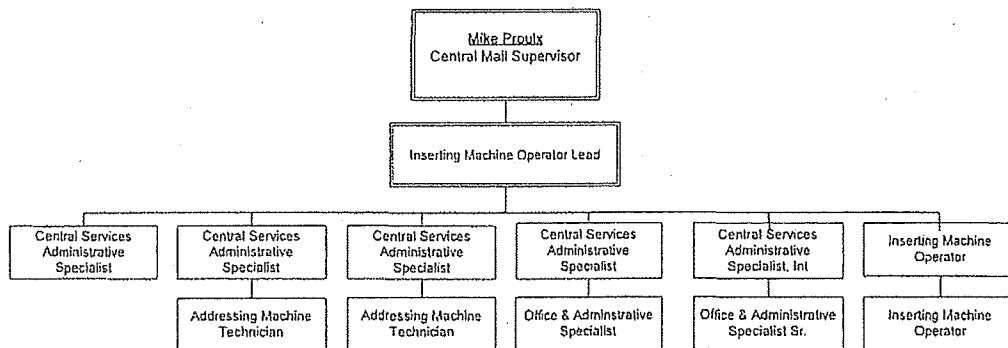 Mike Proulx
Central Mail Supervisor
Inserting Machine Operator Lead
Central Services
Administrative
Specialist
Central Services
Administrative
Specialist
Central Services
Administrative
Specialist
Central Services
Administrative
Specialist
Central Services
Administrative
Specialist, Int
Inserting Machine
Operator
Addressing Machine
Technician
Addressing Machine
Technician
Office & Adminstrative
Specialist
Office & Adminstrative
Specialist Sr.
Inserting Machine
Operator